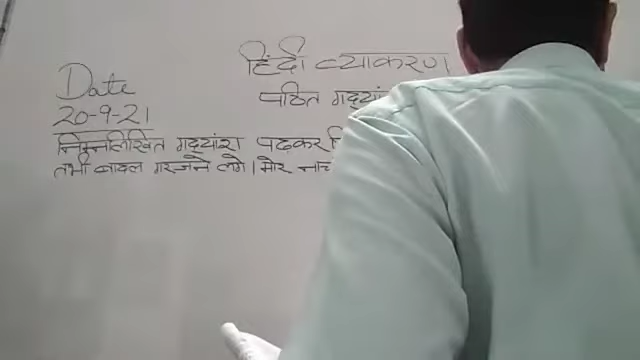 हिंदी व्याकरण
Date
पठित गद्यां
20-9-21
निम्नलिखित गद्यांश पढ़कर
तभी बादल गरजने लगे। मोर नाच